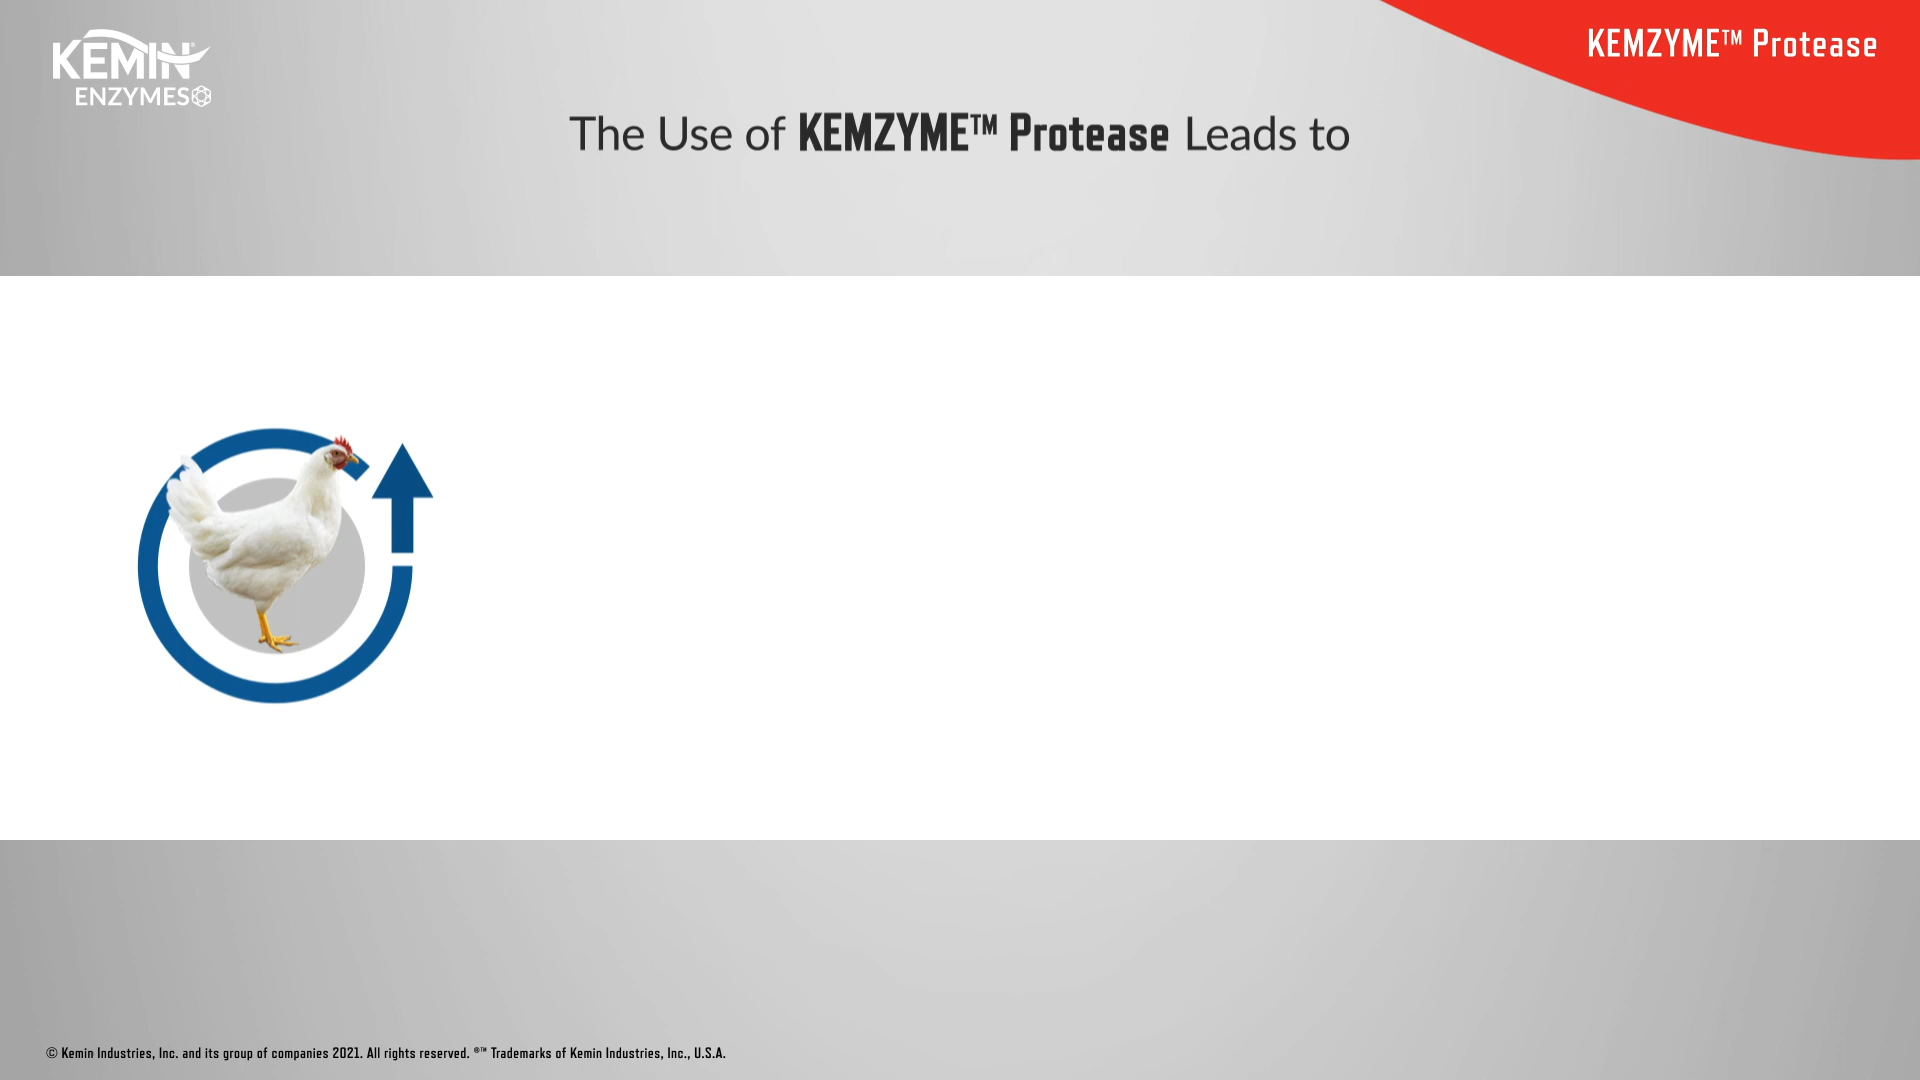 KEMIN®
ENZYMES
KEMZYME™ Protease
The Use of KEMZYME™ Protease Leads to
© Kemin Industries, Inc. and its group of companies 2021. All rights reserved. ®™ Trademarks of Kemin Industries, Inc., U.S.A.